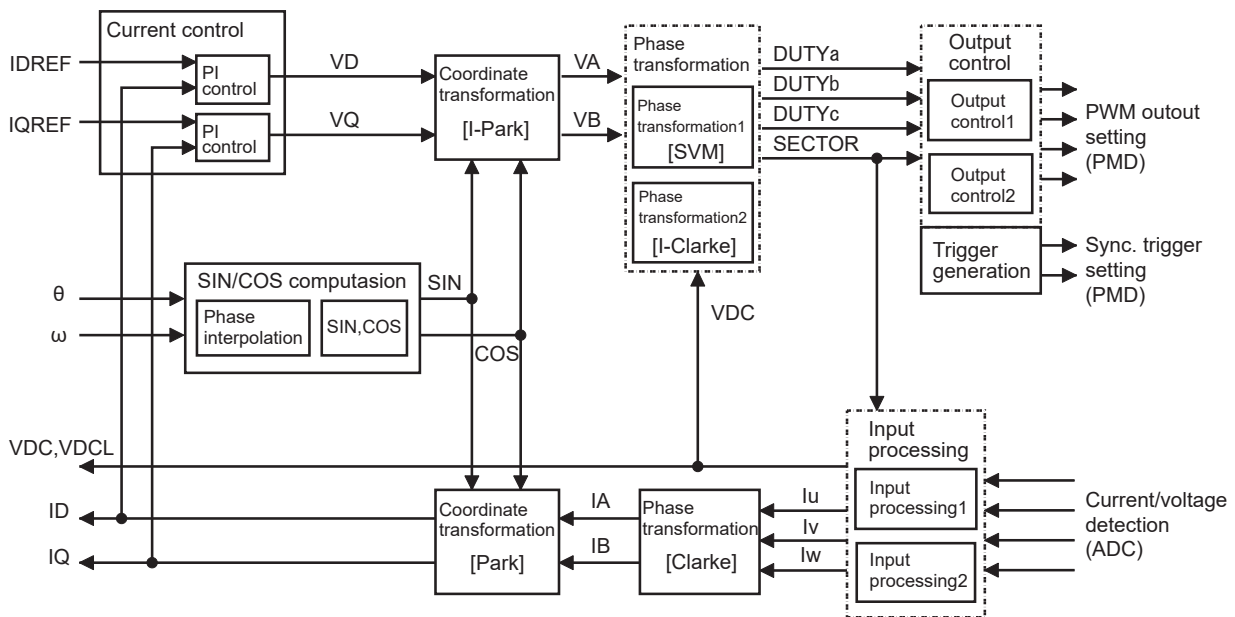 Current control
IDREF
PI
control
VD
IQREF
PI
control
VQ
Coordinate
transformation
[I-Park]
VA
VB
Phase
transformation
Phase
transformation1
[SVM]
Phase
transformation2
[I-Clarke]
DUTYa
DUTYb
DUTYc
SECTOR
Output
control
Output
control1
Output
control2
PWM outout
setting
(PMD)
Trigger
generation
Sync. trigger
setting
(PMD)
θ
ω
SIN/COS computasion
Phase
interpolation
SIN,COS
SIN
COS
VDC
VDC,VDCL
ID
IQ
Coordinate
transformation
[Park]
IA
IB
Phase
transformation
[Clarke]
Iu
Iv
Iw
Input
processing
Input
processing1
Input
processing2
Current/voltage
detection
(ADC)